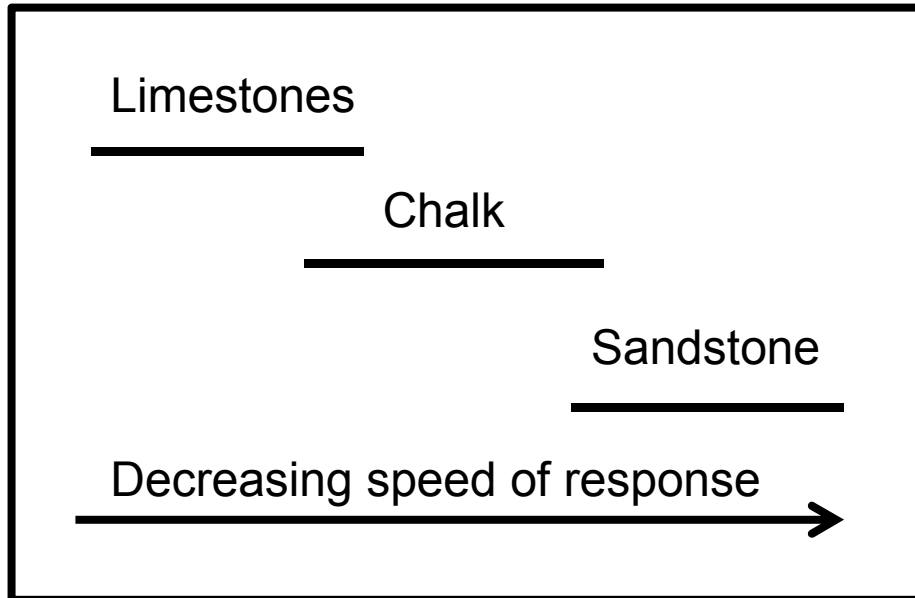 Limestones
Chalk
Sandstone
Decreasing speed of response